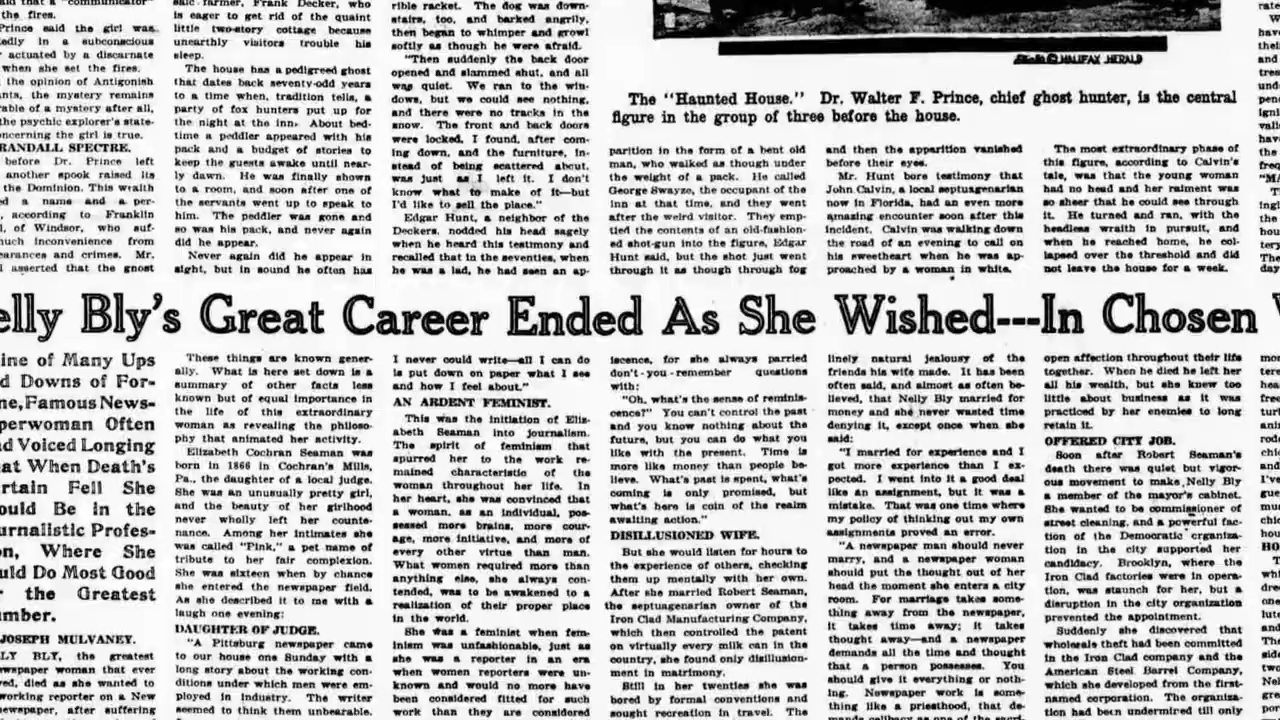 the fires.
Prince said the girl was
edly in a subconscious
actuated by a discarnate
when she set the fires.
the opinion of Antigonish
nts, the mystery remains
rable of a mystery after all,
the psychic explorer's state-
oncerning the girl is true.
RANDALL SPECTRE.
before Dr. Prince left
another spook raised its
the Dominion. This wraith
ed a name and a per-
according to Franklin
of Windsor, who suf-
much inconvenience from
earances and crimes. Mr.
asserted that the ghost
farmer, Frank Decker, who
is eager to get rid of the quaint
little two-story cottage because
unearthly visitors trouble his
sleep.
The house has a pedigreed ghost
that dates back seventy-odd years
to a time when, tradition tells, a
party of fox hunters put up for
the night at the inn. About bed-
time a peddler appeared with his
pack and a budget of stories to
keep the guests awake until near-
ly dawn. He was finally shown
to a room, and soon after one of
the servants went up to speak to
him. The peddler was gone and
so was his pack, and never again
did he appear.
Never again did he appear in
sight, but in sound he often has
rible racket. The dog was down-
stairs, too, and barked angrily,
then began to whimper and growl
softly as though he were afraid.
"Then suddenly the back door
opened and slammed shut, and all
was quiet. We ran to the win-
dows, but we could see nothing,
and there were no tracks in the
snow. The front and back doors
were locked, I found, after com-
ing down, and the furniture, in-
stead of being scattered about,
was just as I left it. I don't
know what to make of it—but
I'd like to sell the place."
Edgar Hunt, a neighbor of the
Deckers, nodded his head sagely
when he heard this testimony and
recalled that in the seventies, when
he was a lad, he had seen an ap-
HALIFAX HERALD
The "Haunted House." Dr. Walter F. Prince, chief ghost hunter, is the central
figure in the group of three before the house.
parition in the form of a bent old
man, who walked as though under
the weight of a pack. He called
George Swayze, the occupant of the
inn at that time, and they went
after the weird visitor. They emp-
tied the contents of an old-fashion-
ed shot-gun into the figure, Edgar
Hunt said, but the shot just went
through it as though through fog
and then the apparition vanished
before their eyes.
Mr. Hunt bore testimony that
John Calvin, a local septuagenarian
now in Florida, had an even more
amazing encounter soon after this
incident. Calvin was walking down
the road of an evening to call on
his sweetheart when he was ap-
proached by a woman in white.
The most extraordinary phase of
this figure, according to Calvin's
tale, was that the young woman
had no head and her raiment was
so sheer that he could see through
it. He turned and ran, with the
headless wraith in pursuit, and
when he reached home, he col-
lapsed over the threshold and did
not leave the house for a week.
elly Bly's Great Career Ended As She Wished---In Chosen
ine of Many Ups
d Downs of For-
ne, Famous News-
perwoman Often
ad Voiced Longing
at When Death's
rtain Fell She
ould Be in the
urnalistic Profes-
on, Where She
uld Do Most Good
the Greatest
umber.
JOSEPH MULVANEY.
LY BLY, the greatest
wspaper woman that ever
ved, died as she wanted to
working reporter on a New
newspaper, after suffering
These things are known gener-
ally. What is here set down is a
summary of other facts less
known but of equal importance in
the life of this extraordinary
woman as revealing the philoso-
phy that animated her activity.
Elizabeth Cochran Seaman was
born in 1866 in Cochran's Mills,
Pa., the daughter of a local judge.
She was an unusually pretty girl,
and the beauty of her girlhood
never wholly left her counte-
nance. Among her intimates she
was called "Pink," a pet name of
tribute to her fair complexion.
She was sixteen when by chance
she entered the newspaper field.
As she described it to me with a
laugh one evening:
DAUGHTER OF JUDGE.
"A Pittsburg newspaper came
to our house one Sunday with a
long story about the working con-
ditions under which men were em-
ployed in industry. The writer
seemed to think them unbearable.
I never could write—all I can do
is put down on paper what I see
and how I feel about."
AN ARDENT FEMINIST.
This was the initiation of Eliz-
abeth Seaman into journalism.
The spirit of feminism that
spurred her to the work re-
mained characteristic of the
woman throughout her life. In
her heart, she was convinced that
a woman, as an individual, pos-
sessed more brains, more cour-
age, more initiative, and more of
every other virtue than man.
What women required more than
anything else, she always con-
tended, was to be awakened to a
realization of their proper place
in the world.
She was a feminist when fem-
inism was unfashionable, just as
she was a reporter in an era
when women reporters were un-
known and would no more have
been considered fitted for such
work than they are considered
iscence, for she always parried
don't-you-remember questions
with:
"Oh, what's the sense of reminis-
cence?" You can't control the past
and you know nothing about the
future, but you can do what you
like with the present. Time is
more like money than people be-
lieve. What's past is spent, what's
coming is only promised, but
what's here is coin of the realm
awaiting action."
DISILLUSIONED WIFE.
But she would listen for hours to
the experience of others, checking
them up mentally with her own.
After she married Robert Seaman,
the septuagenarian owner of the
Iron Clad Manufacturing Company,
which then controlled the patent
on virtually every milk can in the
country, she found only disillusion-
ment in matrimony.
Still in her twenties she was
bored by formal conventions and
sought recreation in travel. The
linely natural jealousy of the
friends his wife made. It has been
often said, and almost as often be-
lieved, that Nelly Bly married for
money and she never wasted time
denying it, except once when she
said:
"I married for experience and I
got more experience than I ex-
pected. I went into it a good deal
like an assignment, but it was a
mistake. That was one time where
my policy of thinking out my own
assignments proved an error.
"A newspaper man should never
marry, and a newspaper woman
should put the thought out of her
head the moment she enters a city
room. For marriage takes some-
thing away from the newspaper,
it takes time away; it takes
thought away—and a newspaper
demands all the time and thought
that a person possesses. You
should give it everything or noth-
ing. Newspaper work is some-
thing like a priesthood, that de-
open affection throughout their life
together. When he died he left her
all his wealth, but she knew too
little about business as it was
practiced by her enemies to long
retain it.
OFFERED CITY JOB.
Soon after Robert Seaman's
death there was quiet but vigor-
ous movement to make Nelly Bly
a member of the mayor's cabinet.
She wanted to be commissioner of
street cleaning, and a powerful fac-
tion of the Democratic organiza-
tion in the city supported her
candidacy. Brooklyn, where the
Iron Clad factories were in opera-
tion, was staunch for her, but a
disruption in the city organization
prevented the appointment.
Suddenly she discovered that
wholesale theft had been committed
in the Iron Clad company and the
American Steel Barrel Company,
which she developed from the first-
named corporation. The organiza-
tion had been undermined till only